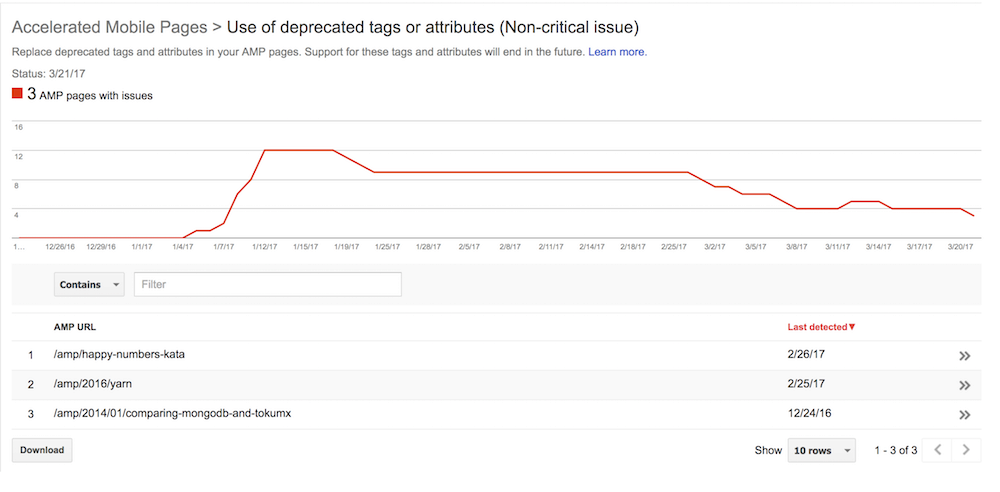 Accelerated Mobile Pages > Use of deprecated tags or attributes (Non-critical issue)
Replace deprecated tags and attributes in your AMP pages. Support for these tags and attributes will end in the future. Learn more.
Status: 3/21/17
3 AMP pages with issues
16
12
8
4
1... 12/26/16 12/29/16 1/1/17 1/4/17 1/7/17 1/12/17 1/15/17 1/19/17 1/25/17 1/28/17 2/5/17 2/8/17 2/11/17 2/14/17 2/18/17 2/25/17 3/2/17 3/5/17 3/8/17 3/11/17 3/14/17 3/17/17 3/20/17
Contains Filter
AMP URL Last detected▼
1 /amp/happy-numbers-kata 2/26/17
2 /amp/2016/yarn 2/25/17
3 /amp/2014/01/comparing-mongodb-and-tokumx 12/24/16
Download Show 10 rows 1 - 3 of 3